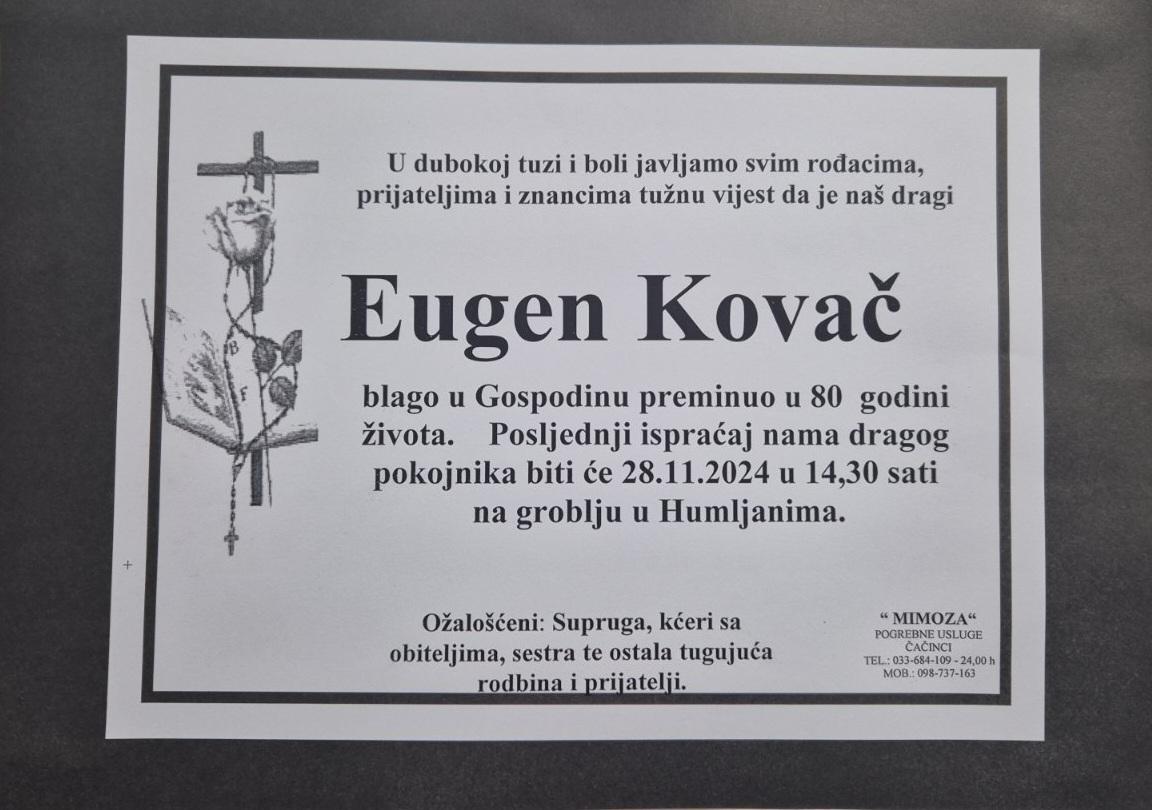 U dubokoj tuzi i boli javljamo svim rođacima,
prijateljima i znancima tužnu vijest da je naš dragi
Eugen Kovač
blago u Gospodinu preminuo u 80 godini
života. Posljednji ispraćaj nama dragog
pokojnika biti će 28.11.2024 u 14,30 sati
na groblju u Humljanima.
Ožalošćeni: Supruga, kćeri sa
obiteljima, sestra te ostala tugujuća
rodbina i prijatelji.
“ MIMOZA“
POGREBNE USLUGE
ČAČINCI
TEL.: 033-684-109 - 24,00 h
MOB.: 098-737-163